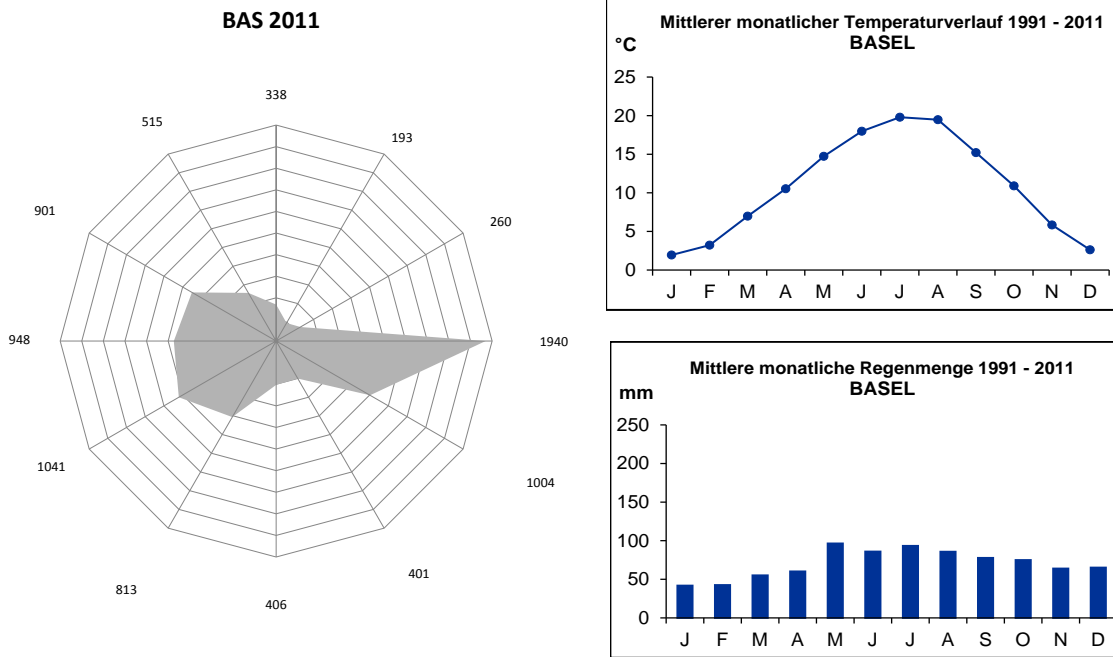 BAS 2011
338
193
260
1940
1004
401
406
813
1041
948
901
515
Mittlerer monatlicher Temperaturverlauf 1991 - 2011
BASEL
°C
25
20
15
10
5
0
J F M A M J J A S O N D
Mittlere monatliche Regenmenge 1991 - 2011
BASEL
mm
250
200
150
100
50
0
J F M A M J J A S O N D